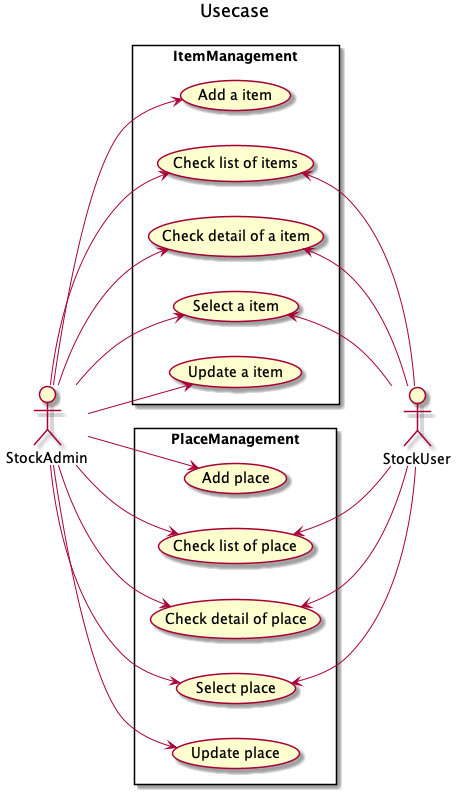 Usecase
ItemManagement
Add a item
Check list of items
Check detail of a item
Select a item
Update a item
StockAdmin
StockUser
PlaceManagement
Add place
Check list of place
Check detail of place
Select place
Update place